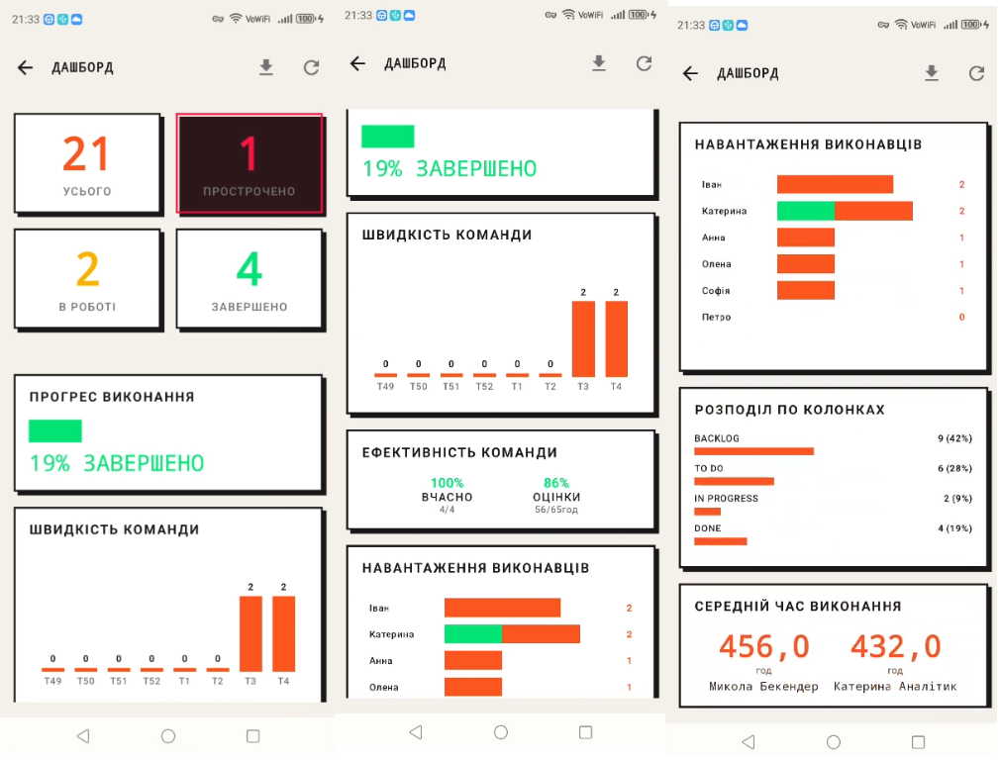 21:33 VoWiFi 100
ДАШБОРД
21
УСЬОГО
1
ПРОСТРОЧЕНО
2
В РОБОТІ
4
ЗАВЕРШЕНО
ПРОГРЕС ВИКОНАННЯ
19% ЗАВЕРШЕНО
ШВИДКІСТЬ КОМАНДИ
0 0 0 0 0 0 2 2
T49 T50 T51 T52 T1 T2 T3 T4
21:33 VoWiFi 100
ДАШБОРД
19% ЗАВЕРШЕНО
ШВИДКІСТЬ КОМАНДИ
0 0 0 0 0 0 2 2
T49 T50 T51 T52 T1 T2 T3 T4
ЕФЕКТИВНІСТЬ КОМАНДИ
100% 86%
ВЧАСНО ОЦІНКИ
4/4 56/65год
НАВАНТАЖЕННЯ ВИКОНАВЦІВ
Іван 2
Катерина 2
Анна 1
Олена 1
21:33 VoWiFi 100
ДАШБОРД
НАВАНТАЖЕННЯ ВИКОНАВЦІВ
Іван 2
Катерина 2
Анна 1
Олена 1
Софія 1
Петро 0
РОЗПОДІЛ ПО КОЛОНКАХ
BACKLOG 9 (42%)
TO DO 6 (28%)
IN PROGRESS 2 (9%)
DONE 4 (19%)
СЕРЕДНІЙ ЧАС ВИКОНАННЯ
456,0 432,0
год год
Микола Бекендер Катерина Аналітик